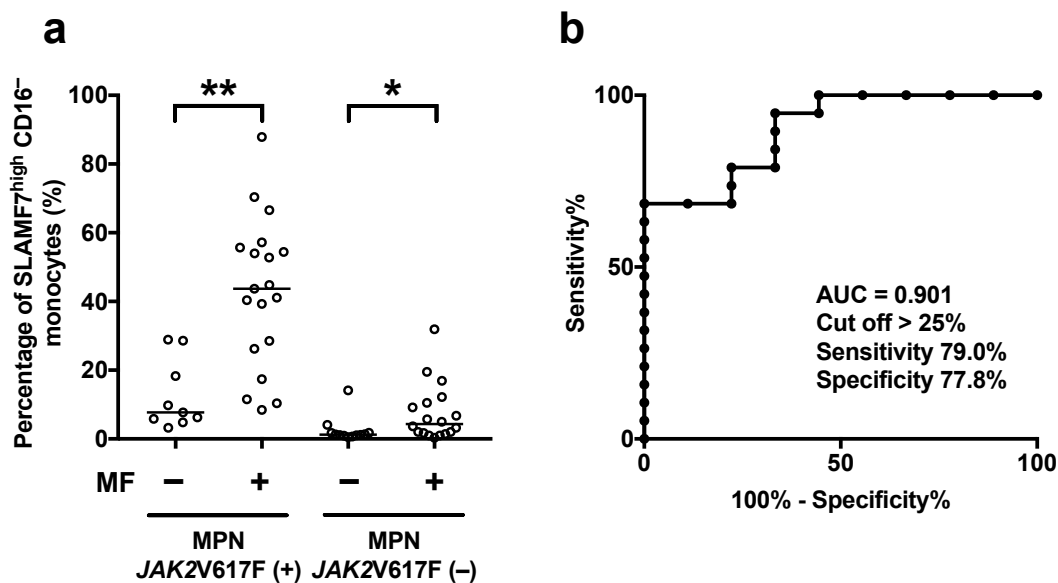 a
Percentage of SLAMF7high CD16–
monocytes (%)
100
80
60
40
20
0
**
*
MF
–
+
–
+
MPN
JAK2V617F (+)
MPN
JAK2V617F (–)
b
Sensitivity%
100
50
0
AUC = 0.901
Cut off > 25%
Sensitivity 79.0%
Specificity 77.8%
0
50
100
100% - Specificity%